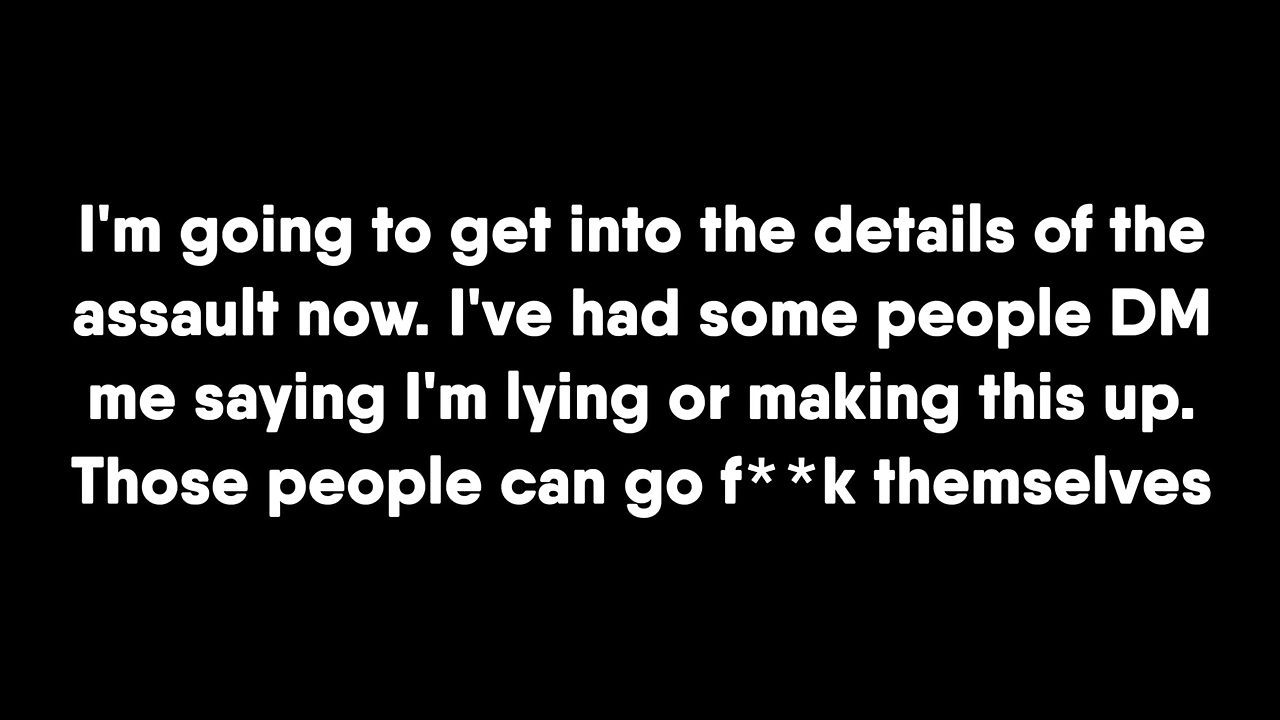 I'm going to get into the details of the
assault now. I've had some people DM
me saying I'm lying or making this up.
Those people can go f**k themselves